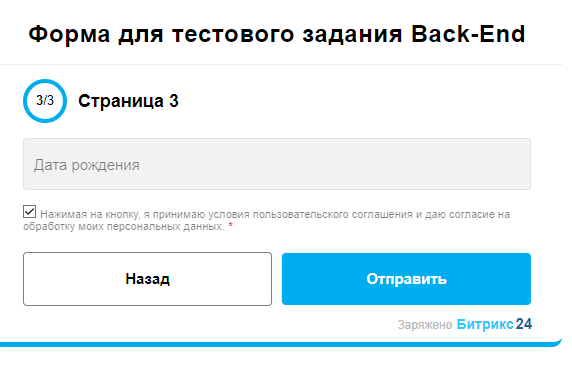 Форма для тестового задания Back-End
3/3 Страница 3
Дата рождения
Нажимая на кнопку, я принимаю условия пользовательского соглашения и даю согласие на
обработку моих персональных данных. *
Назад Отправить
Заряжено Битрикс24